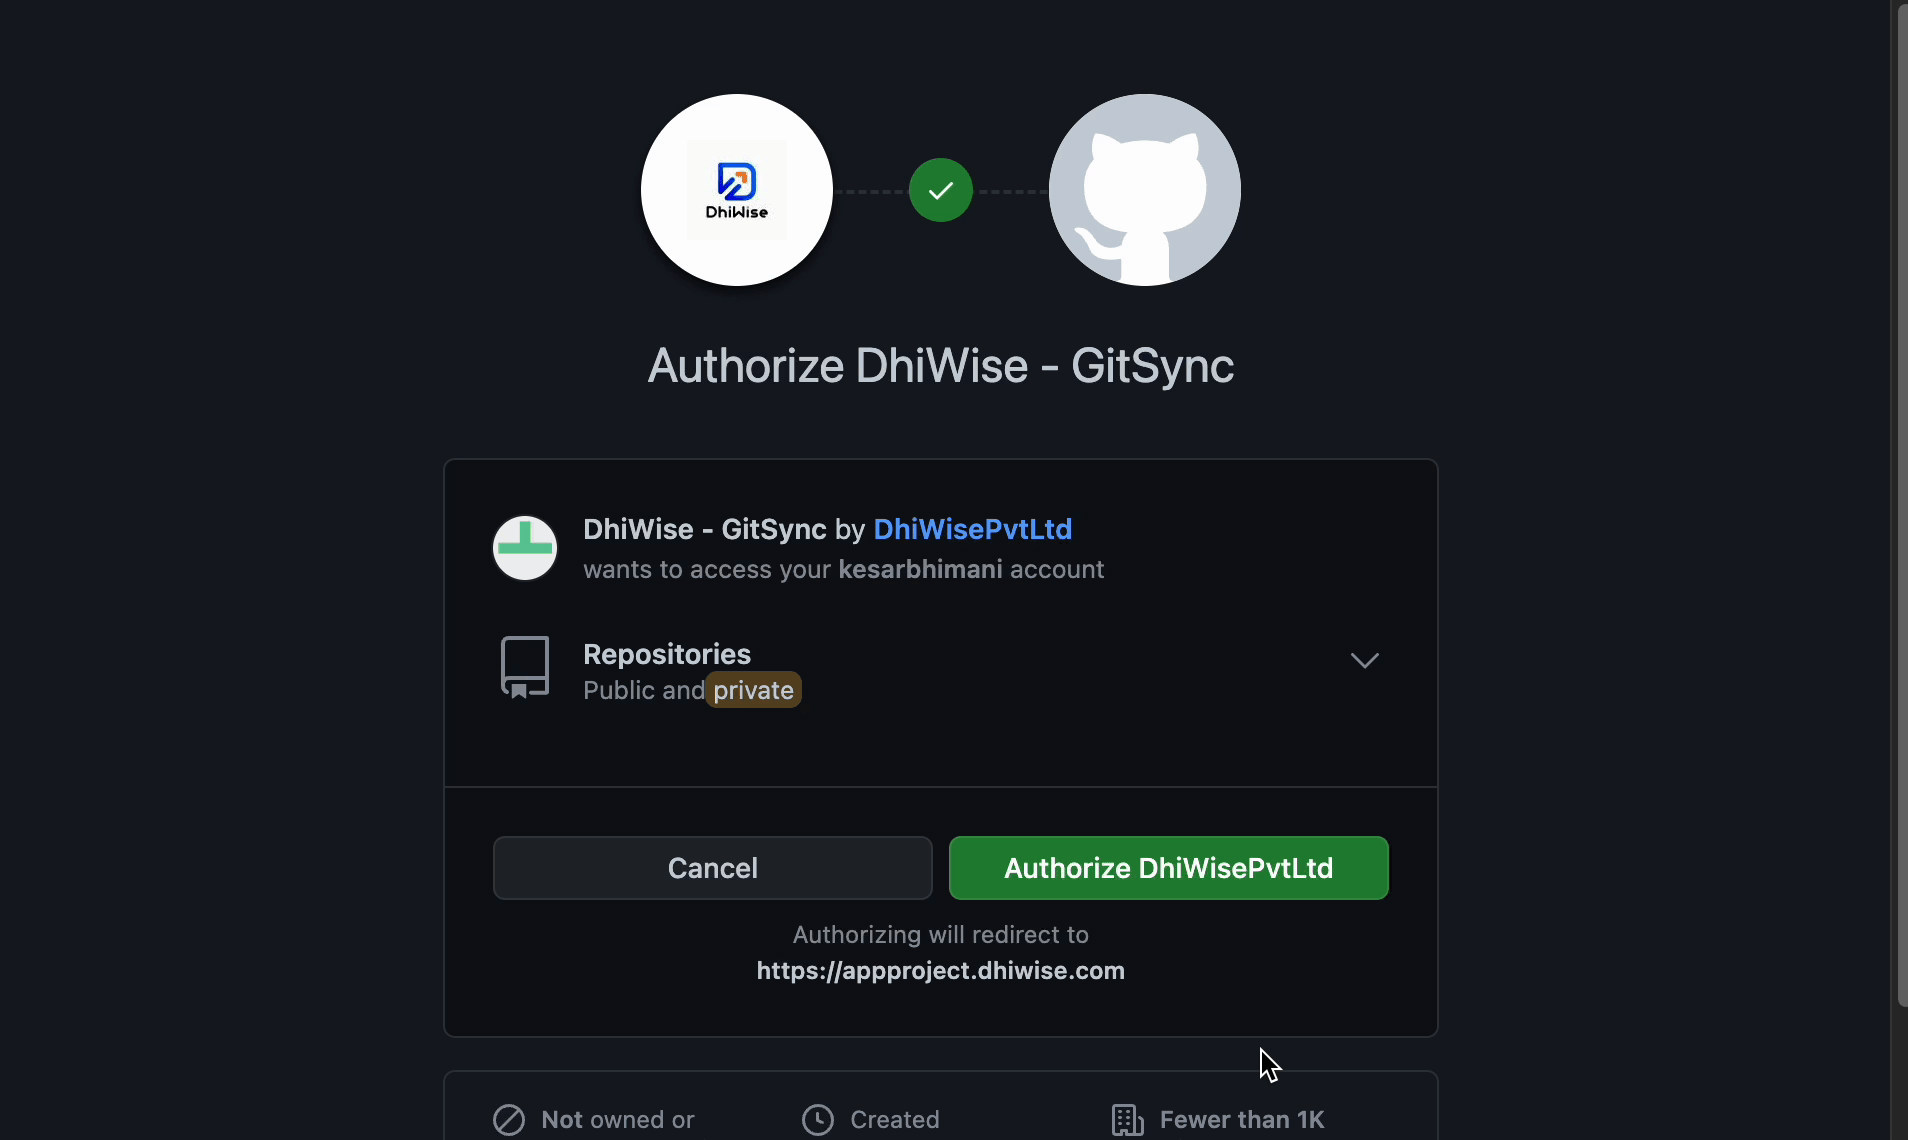 DhiWise
Authorize DhiWise - GitSync
DhiWise - GitSync by DhiWisePvtLtd
wants to access your kesarbhimani account
Repositories
Public and private
Cancel
Authorize DhiWisePvtLtd
Authorizing will redirect to
https://appproject.dhiwise.com
Not owned or
Created
Fewer than 1K